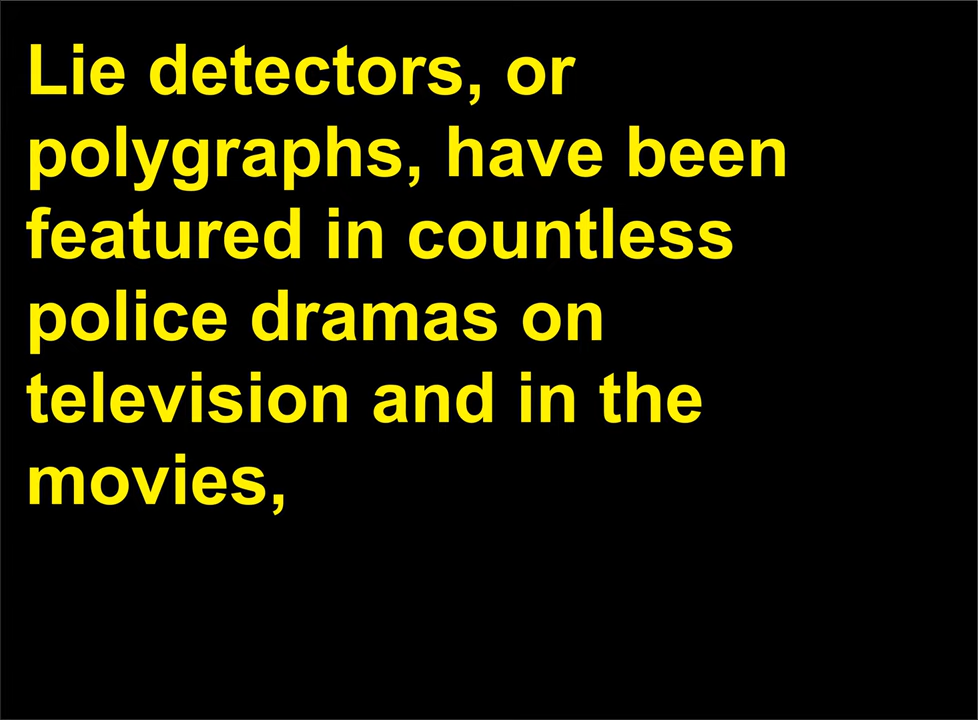 Lie detectors, or
polygraphs, have been
featured in countless
police dramas on
television and in the
movies,